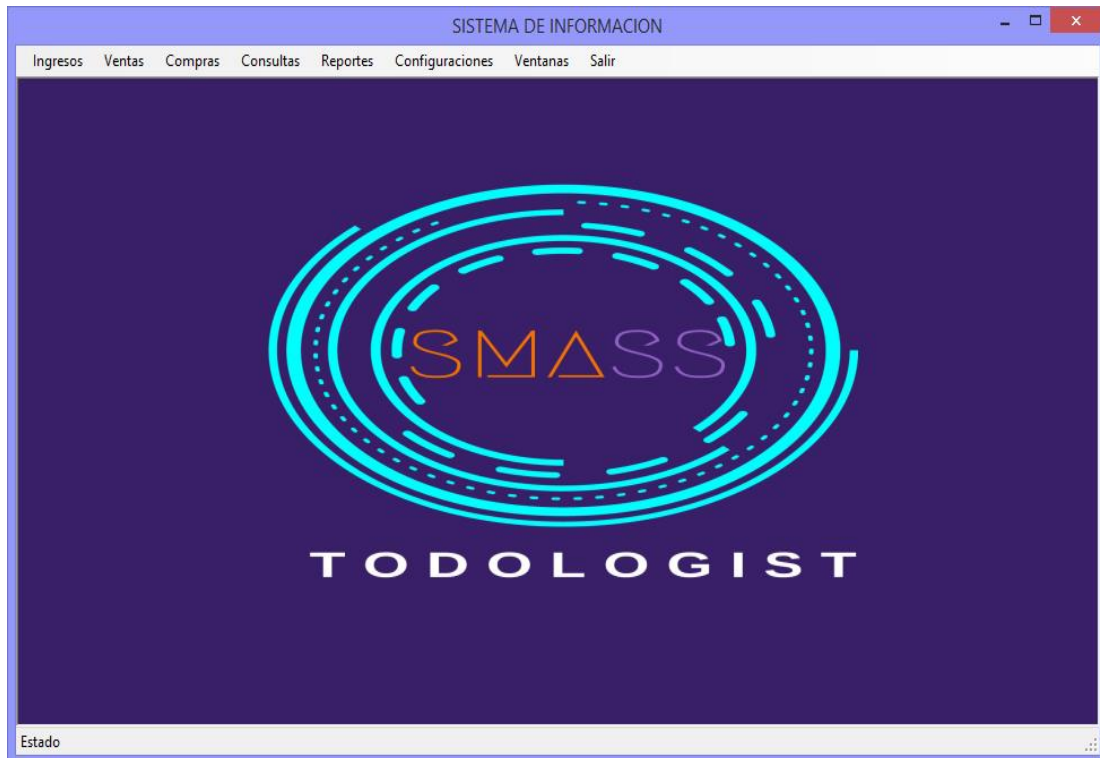 SISTEMA DE INFORMACION
Ingresos Ventas Compras Consultas Reportes Configuraciones Ventanas Salir
SMASS
TODOLOGIST
Estado